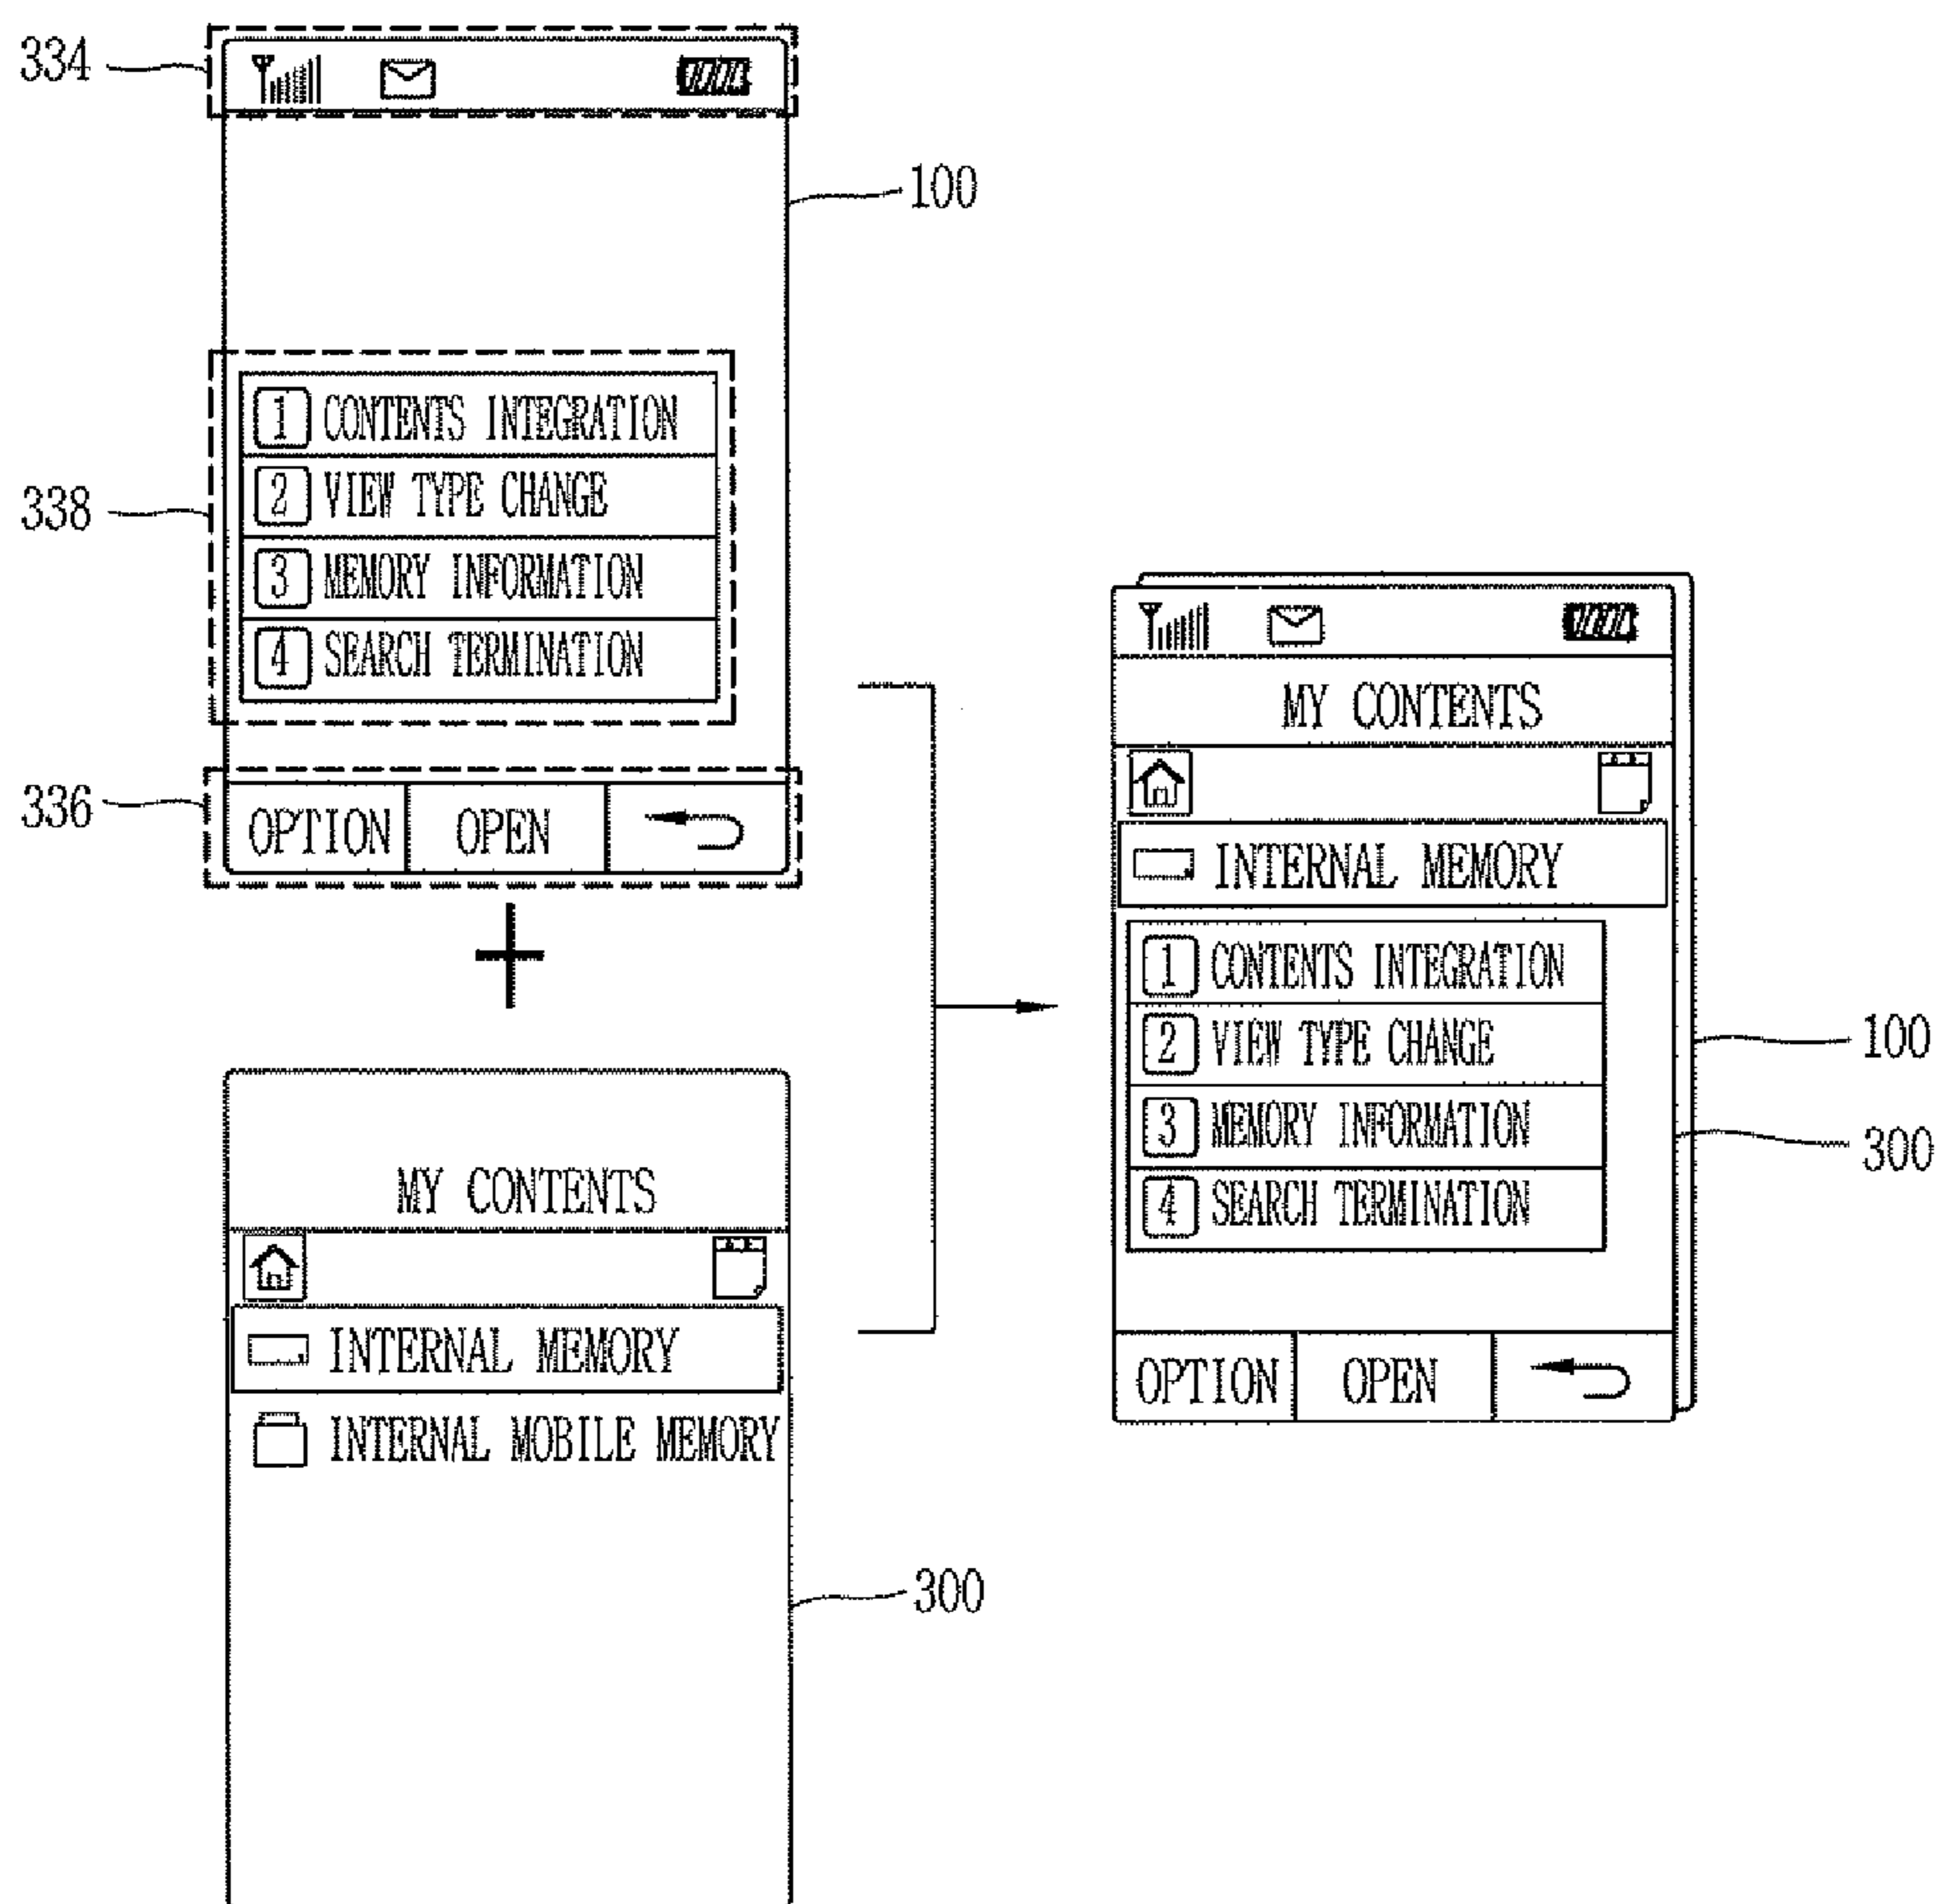 334
100
338
1 CONTENTS INTEGRATION
2 VIEW TYPE CHANGE
3 MEMORY INFORMATION
4 SEARCH TERMINATION
336
OPTION OPEN
+
MY CONTENTS
INTERNAL MEMORY
INTERNAL MOBILE MEMORY
300
MY CONTENTS
INTERNAL MEMORY
1 CONTENTS INTEGRATION
2 VIEW TYPE CHANGE
3 MEMORY INFORMATION
4 SEARCH TERMINATION
OPTION OPEN
100
300